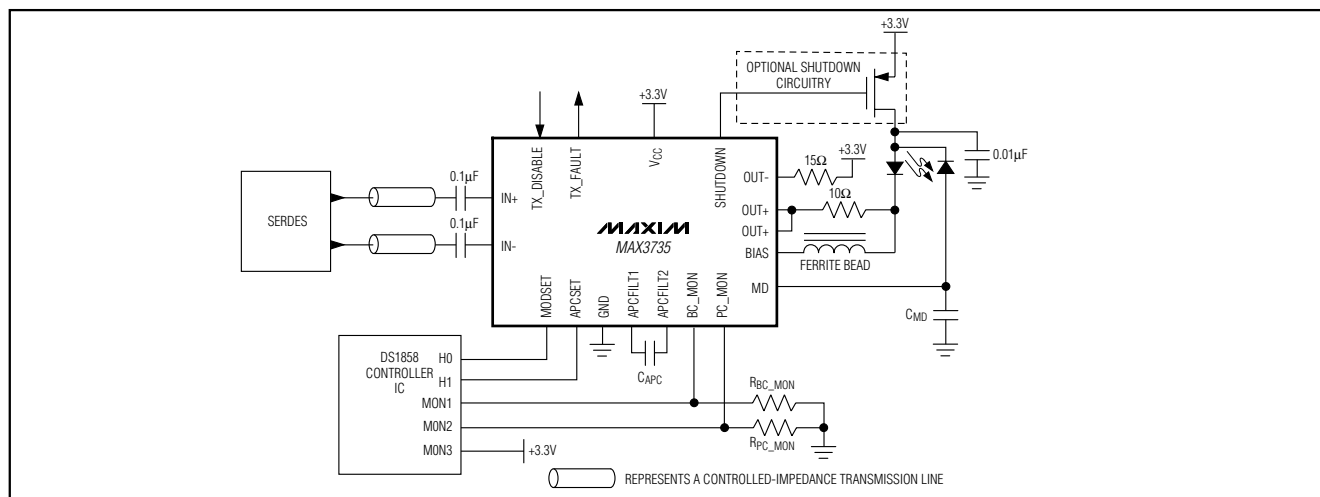 +3.3V
OPTIONAL SHUTDOWN
CIRCUITRY
+3.3V
0.01µF
+3.3V
15Ω
10Ω
TX_DISABLE
TX_FAULT
VCC
SHUTDOWN
SERDES
0.1µF
0.1µF
IN+
IN-
MAXIM
MAX3735
OUT-
OUT+
OUT+
BIAS
MD
FERRITE BEAD
CMD
MODSET
APCSET
GND
APCFILT1
APCFILT2
BC_MON
PC_MON
CAPC
DS1858
CONTROLLER
IC
H0
H1
MON1
MON2
M0N3
+3.3V
RBC_MON
RPC_MON
REPRESENTS A CONTROLLED-IMPEDANCE TRANSMISSION LINE